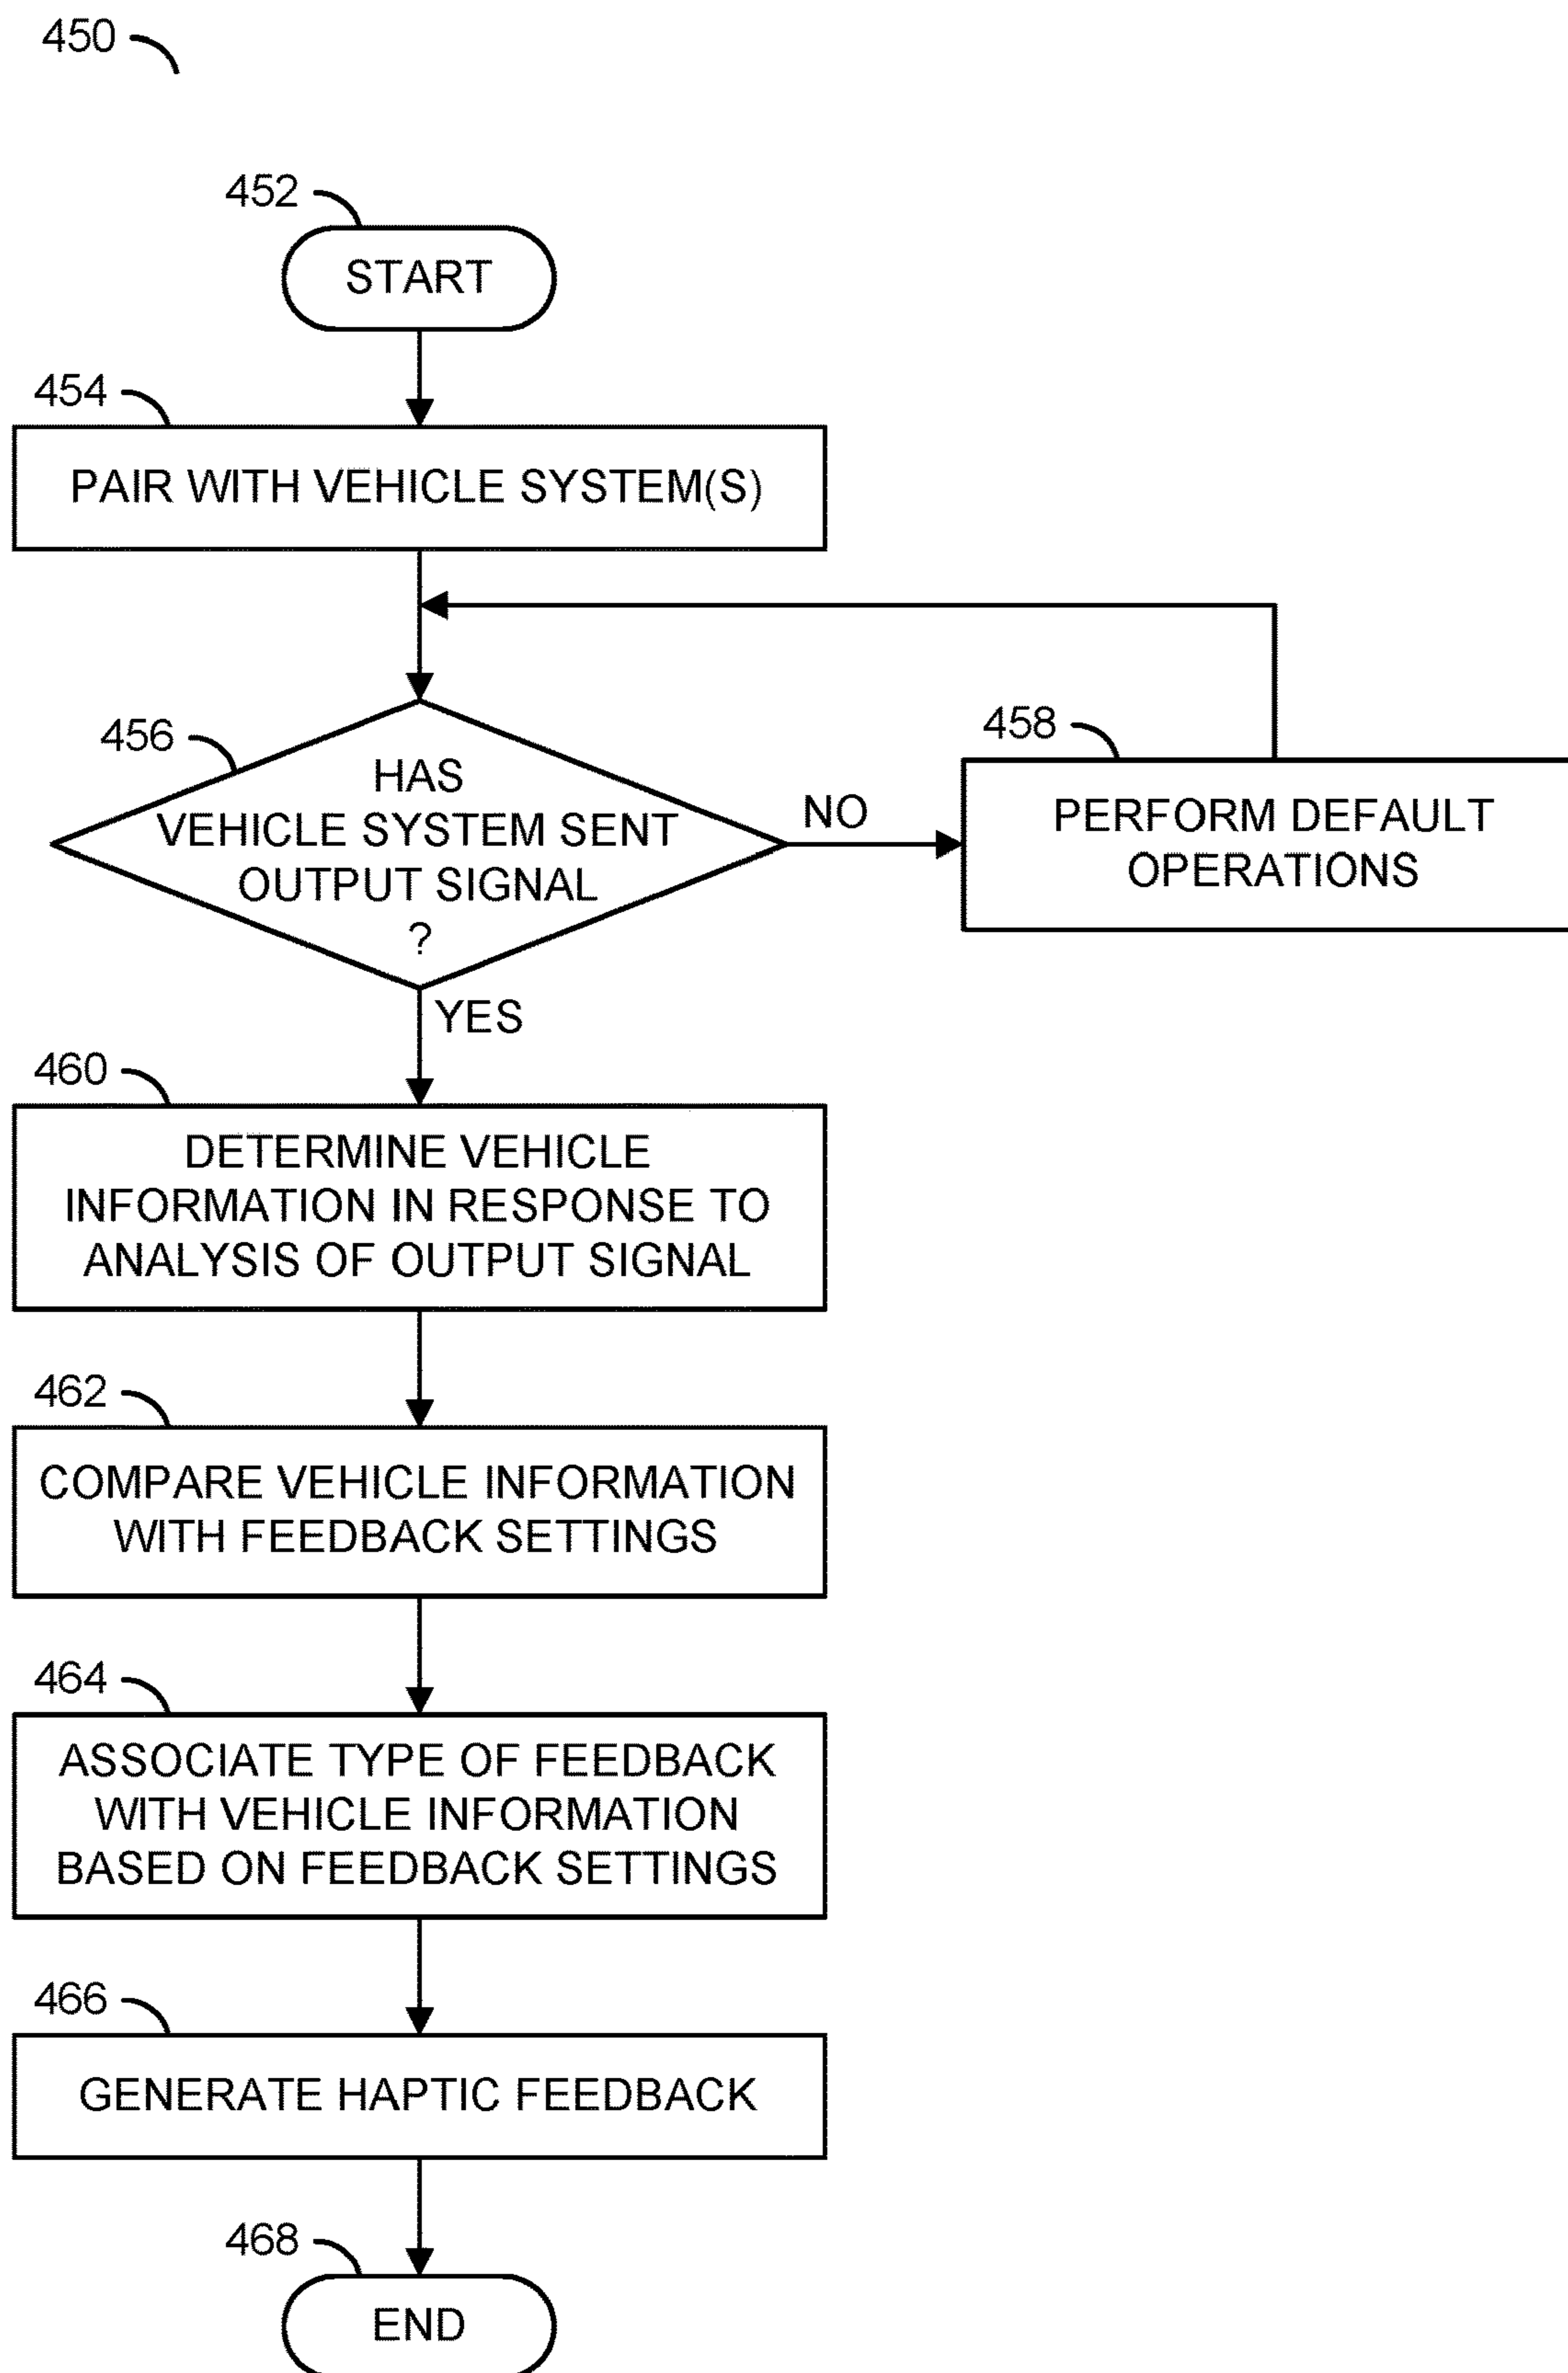 450
452
START
454
PAIR WITH VEHICLE SYSTEM(S)
456
HAS
VEHICLE SYSTEM SENT
OUTPUT SIGNAL
?
NO
458
PERFORM DEFAULT
OPERATIONS
YES
460
DETERMINE VEHICLE
INFORMATION IN RESPONSE TO
ANALYSIS OF OUTPUT SIGNAL
462
COMPARE VEHICLE INFORMATION
WITH FEEDBACK SETTINGS
464
ASSOCIATE TYPE OF FEEDBACK
WITH VEHICLE INFORMATION
BASED ON FEEDBACK SETTINGS
466
GENERATE HAPTIC FEEDBACK
468
END